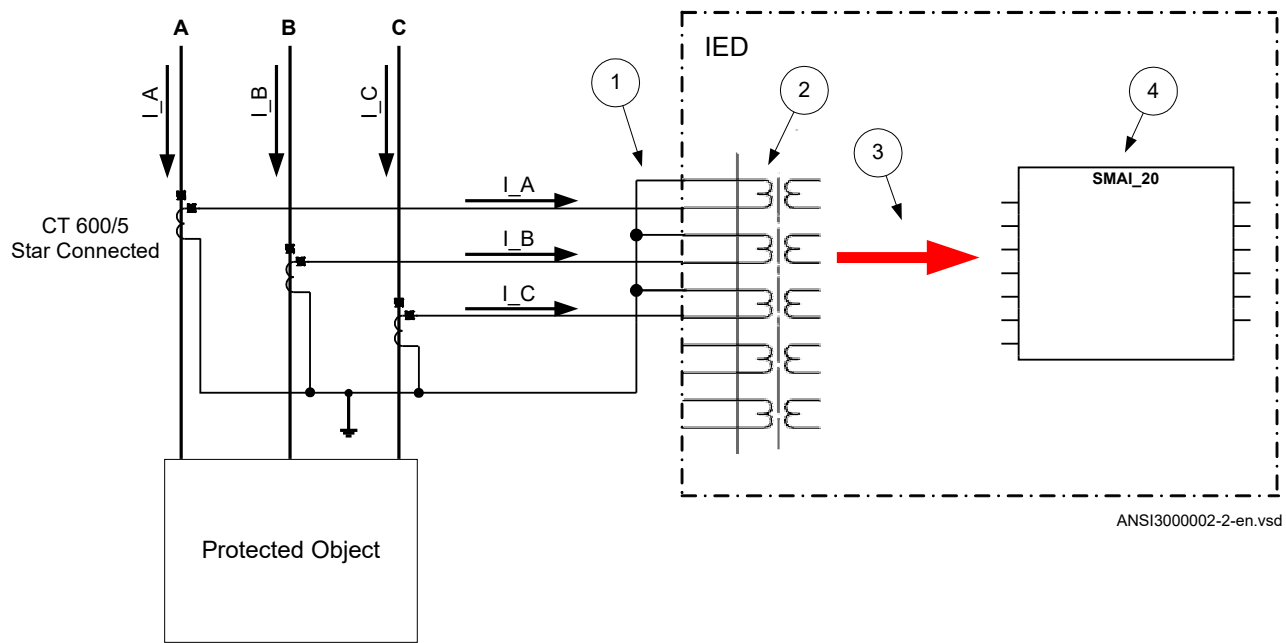 A
B
C
IED
I_A
I_B
I_C
1
2
3
4
SMAI_20
I_A
I_B
I_C
CT 600/5
Star Connected
Protected Object
ANSI3000002-2-en.vsd